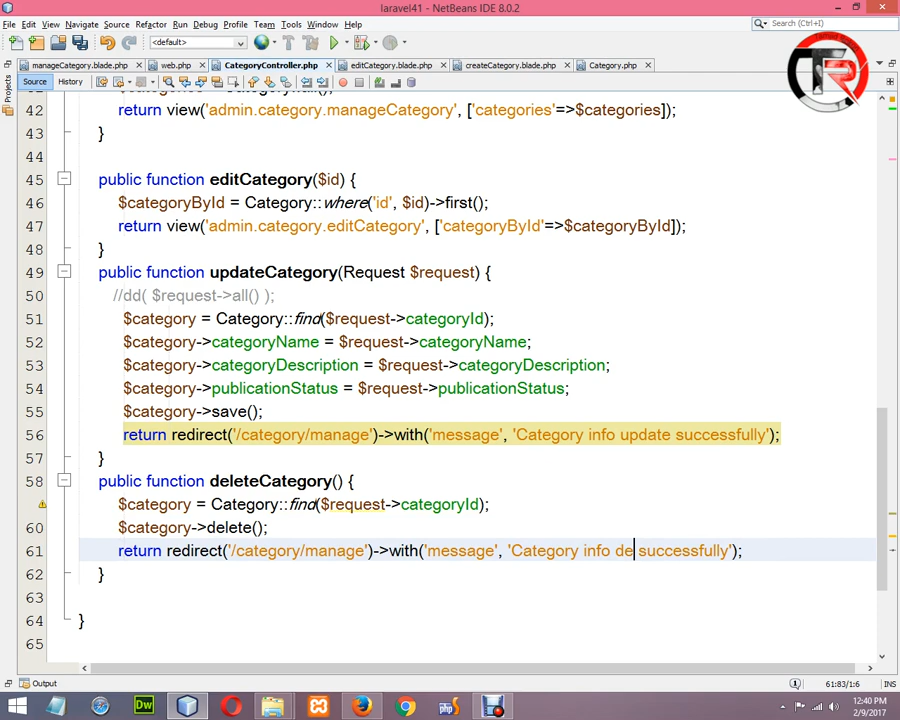 laravel41 - NetBeans IDE 8.0.2
File Edit View Navigate Source Refactor Run Debug Profile Team Tools Window Help
Search (Ctrl+I)
<default>
manageCategory.blade.php web.php CategoryController.php editCategory.blade.php createCategory.blade.php Category.php
Source History
Projects
42 return view('admin.category.manageCategory', ['categories'=>$categories]);
43 }
44
45 public function editCategory($id) {
46 $categoryById = Category::where('id', $id)->first();
47 return view('admin.category.editCategory', ['categoryById'=>$categoryById]);
48 }
49 public function updateCategory(Request $request) {
50 //dd( $request->all() );
51 $category = Category::find($request->categoryId);
52 $category->categoryName = $request->categoryName;
53 $category->categoryDescription = $request->categoryDescription;
54 $category->publicationStatus = $request->publicationStatus;
55 $category->save();
56 return redirect('/category/manage')->with('message', 'Category info update successfully');
57 }
58 public function deleteCategory() {
$category = Category::find($request->categoryId);
60 $category->delete();
61 return redirect('/category/manage')->with('message', 'Category info de successfully');
62 }
63
64 }
65
Output
61:83/1:6 INS
12:40 PM
2/9/2017